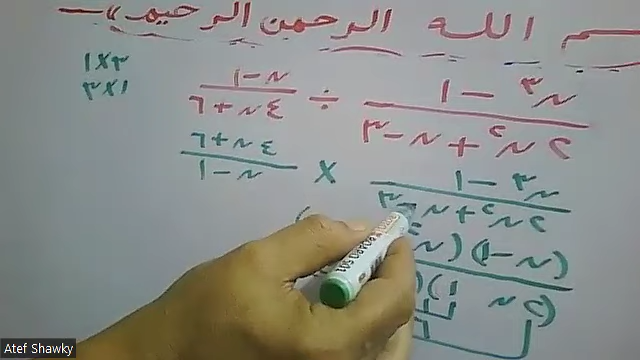 بسم الله الرحمن الرحيم
س٣ - ١ / ٢س٢ + س - ٣ ÷ س - ١ / ٤س + ٦
١×٣
٣×١
س٣ - ١ / ٢س٢ + س - ٣ × ٤س + ٦ / س - ١
(س - ١)(س
Atef Shawky